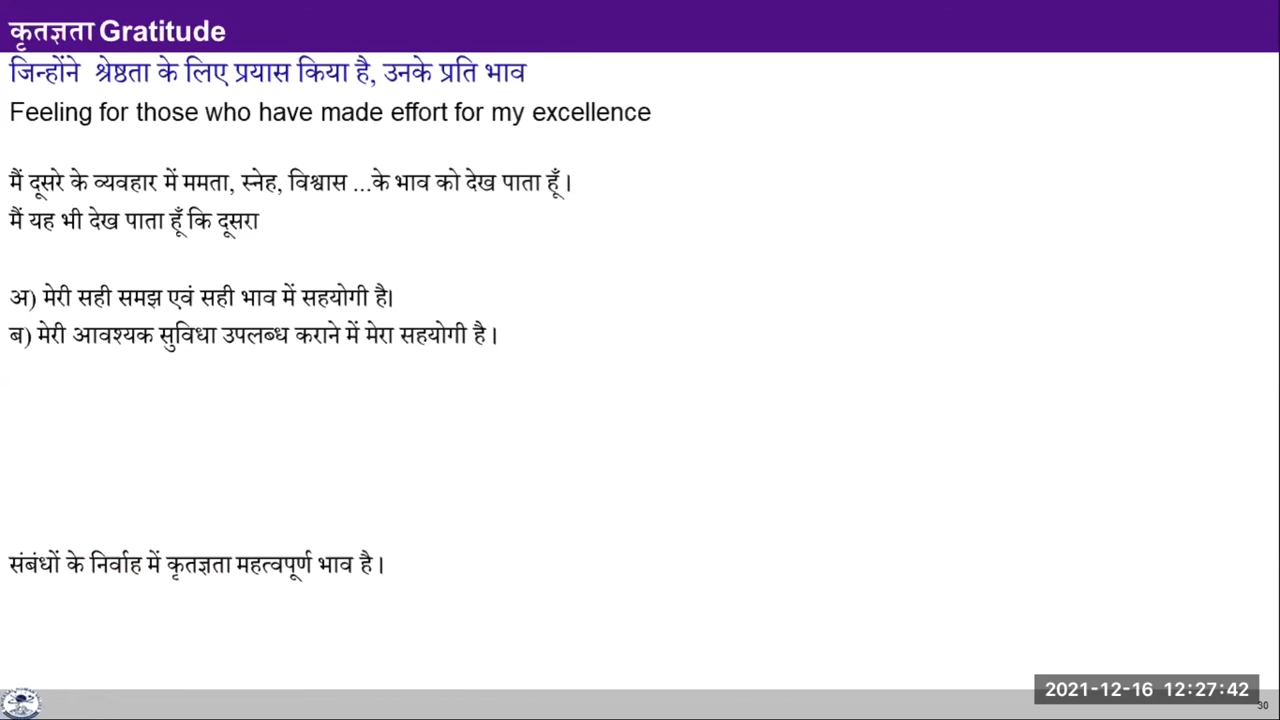 कृतज्ञता Gratitude
जिन्होंने श्रेष्ठता के लिए प्रयास किया है, उनके प्रति भाव
Feeling for those who have made effort for my excellence
मैं दूसरे के व्यवहार में ममता, स्नेह, विश्वास ...के भाव को देख पाता हूँ।
मैं यह भी देख पाता हूँ कि दूसरा
अ) मेरी सही समझ एवं सही भाव में सहयोगी है।
ब) मेरी आवश्यक सुविधा उपलब्ध कराने में मेरा सहयोगी है।
संबंधों के निर्वाह में कृतज्ञता महत्वपूर्ण भाव है।
2021-12-16 12:27:42
30